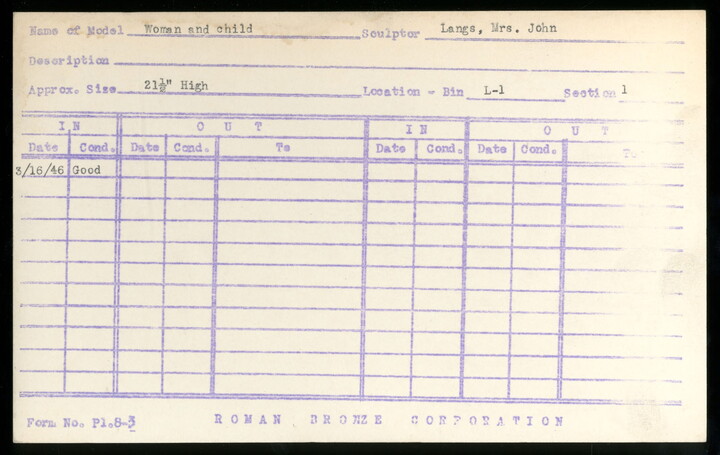 Name of Model Woman and child Sculptor Langs, Mrs. John
Description
Approx. Size 21½" High Location - Bin L-1 Section 1
IN OUT IN OUT
Date Cond. Date Cond. To Date Cond. Date Cond. To
3/16/46 Good
Form No. Pl.8-3 ROMAN BRONZE CORPORATION